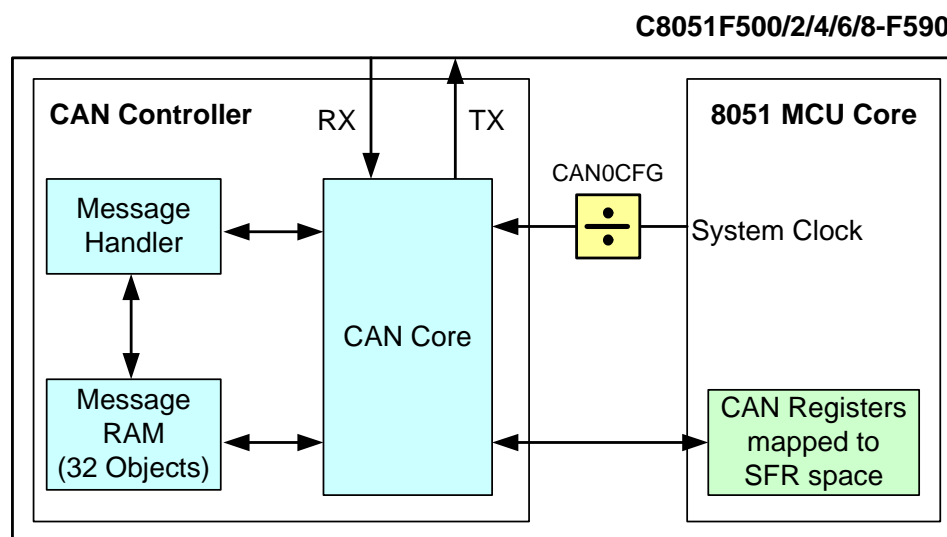 C8051F500/2/4/6/8-F590
CAN Controller
RX
TX
8051 MCU Core
CAN0CFG
Message
Handler
÷
System Clock
CAN Core
Message
RAM
(32 Objects)
CAN Registers
mapped to
SFR space